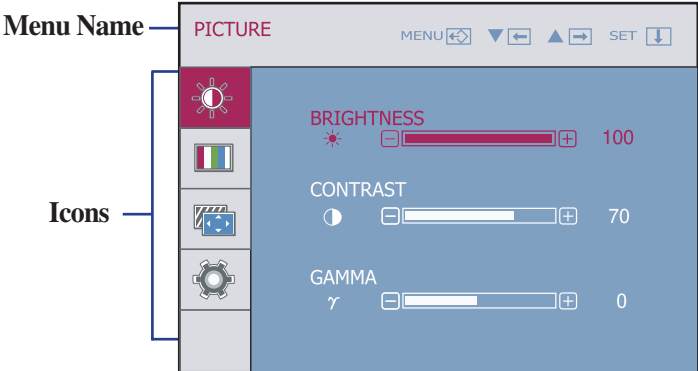 Menu Name
PICTURE
MENU SET
BRIGHTNESS
100
CONTRAST
70
Icons
GAMMA
γ 0